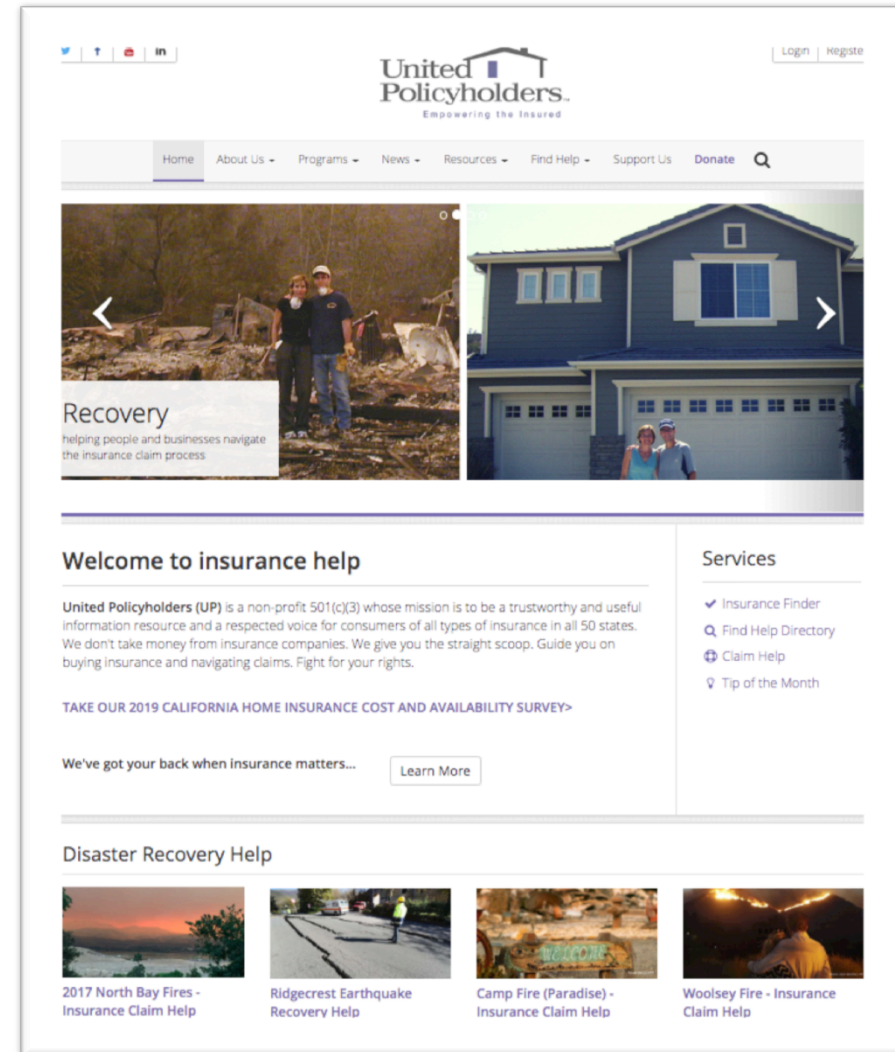 in
Login Registe
United
Policyholders™
Empowering the Insured
Home About Us Programs News Resources Find Help Support Us Donate
Recovery
helping people and businesses navigate
the insurance claim process
Welcome to insurance help
United Policyholders (UP) is a non-profit 501(c)(3) whose mission is to be a trustworthy and useful
information resource and a respected voice for consumers of all types of insurance in all 50 states.
We don't take money from insurance companies. We give you the straight scoop. Guide you on
buying insurance and navigating claims. Fight for your rights.
TAKE OUR 2019 CALIFORNIA HOME INSURANCE COST AND AVAILABILITY SURVEY>
We've got your back when insurance matters...
Learn More
Services
Insurance Finder
Find Help Directory
Claim Help
Tip of the Month
Disaster Recovery Help
WELCOME
2017 North Bay Fires -
Insurance Claim Help
Ridgecrest Earthquake
Recovery Help
Camp Fire (Paradise) -
Insurance Claim Help
Woolsey Fire - Insurance
Claim Help